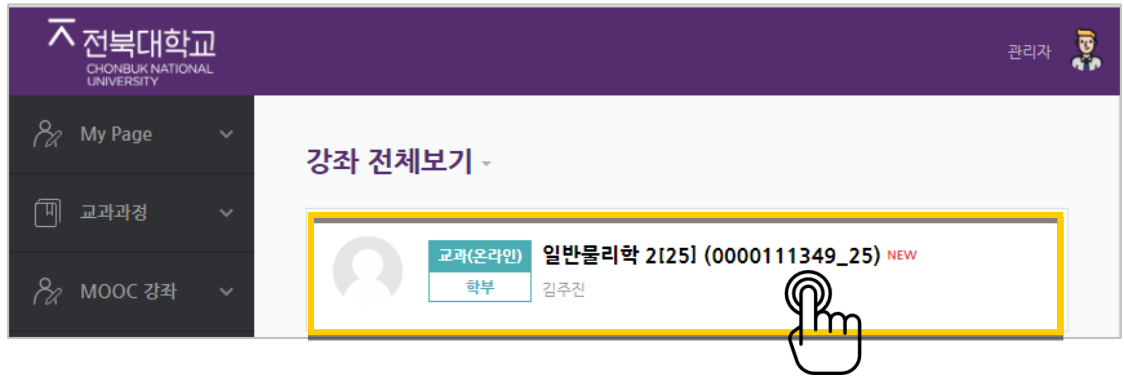 전북대학교
CHONBUK NATIONAL
UNIVERSITY
관리자
My Page
교과과정
MOOC 강좌
강좌 전체보기
교과(온라인)
학부
일반물리학 2[25] (0000111349_25) NEW
김주진